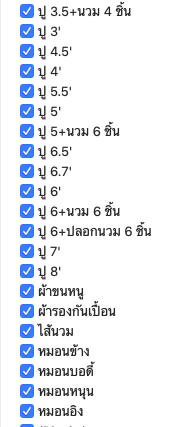 ปู 3.5+นวม 4 ชิ้น
ปู 3'
ปู 4.5'
ปู 4'
ปู 5.5'
ปู 5'
ปู 5+นวม 6 ชิ้น
ปู 6.5'
ปู 6.7'
ปู 6'
ปู 6+นวม 6 ชิ้น
ปู 6+ปลอกนวม 6 ชิ้น
ปู 7'
ปู 8'
ผ้าขนหนู
ผ้ารองกันเปื้อน
ไส้นวม
หมอนข้าง
หมอนบอดี้
หมอนหนุน
หมอนอิง